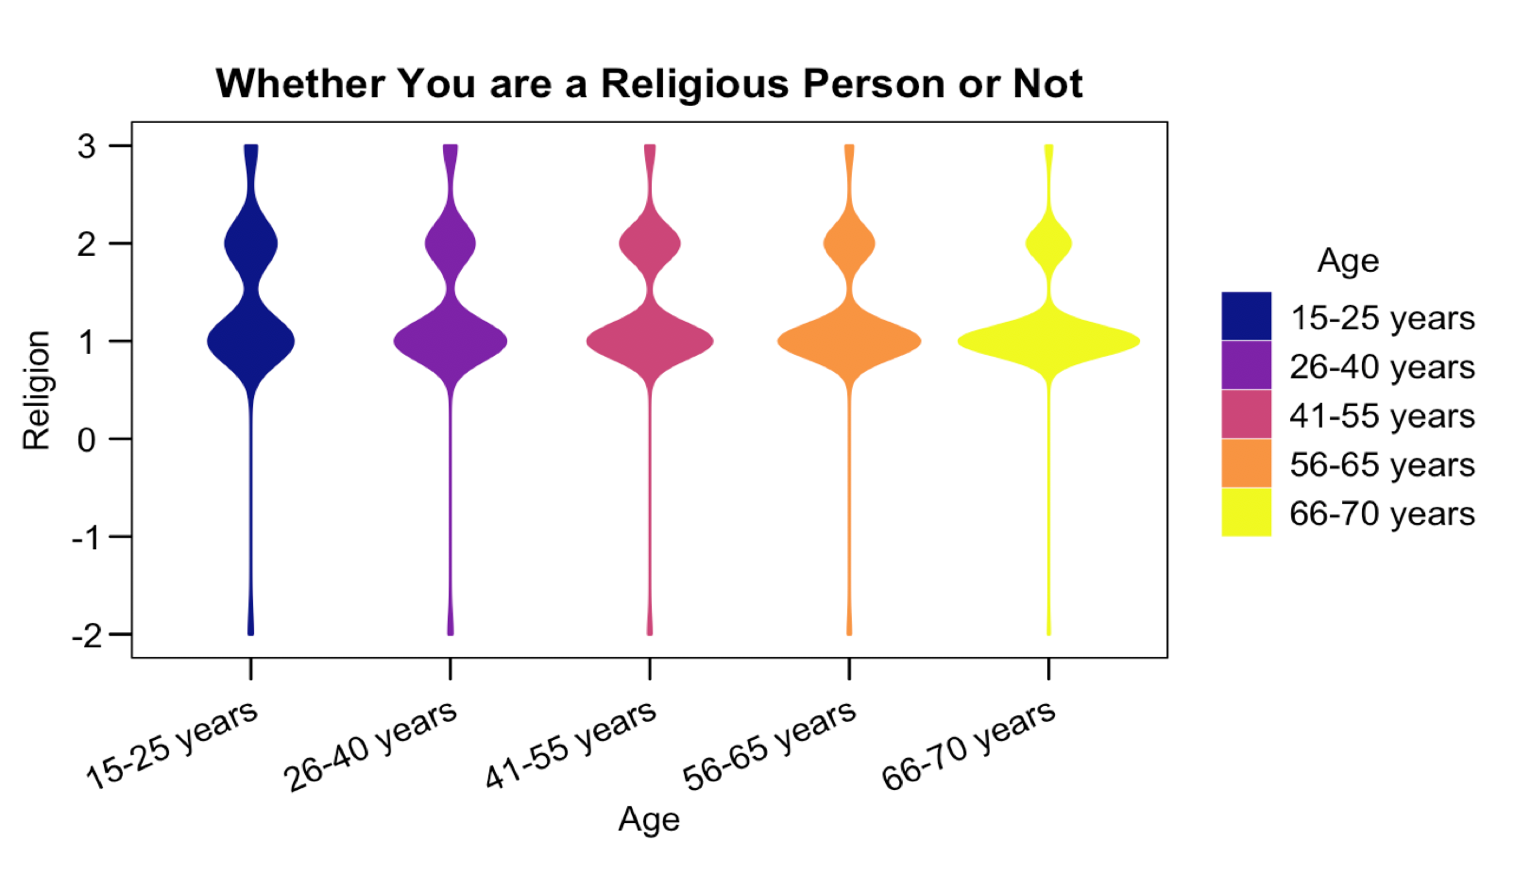 Whether You are a Religious Person or Not
3
2
1
0
-1
-2
Religion
15-25 years
26-40 years
41-55 years
56-65 years
66-70 years
Age
Age
15-25 years
26-40 years
41-55 years
56-65 years
66-70 years